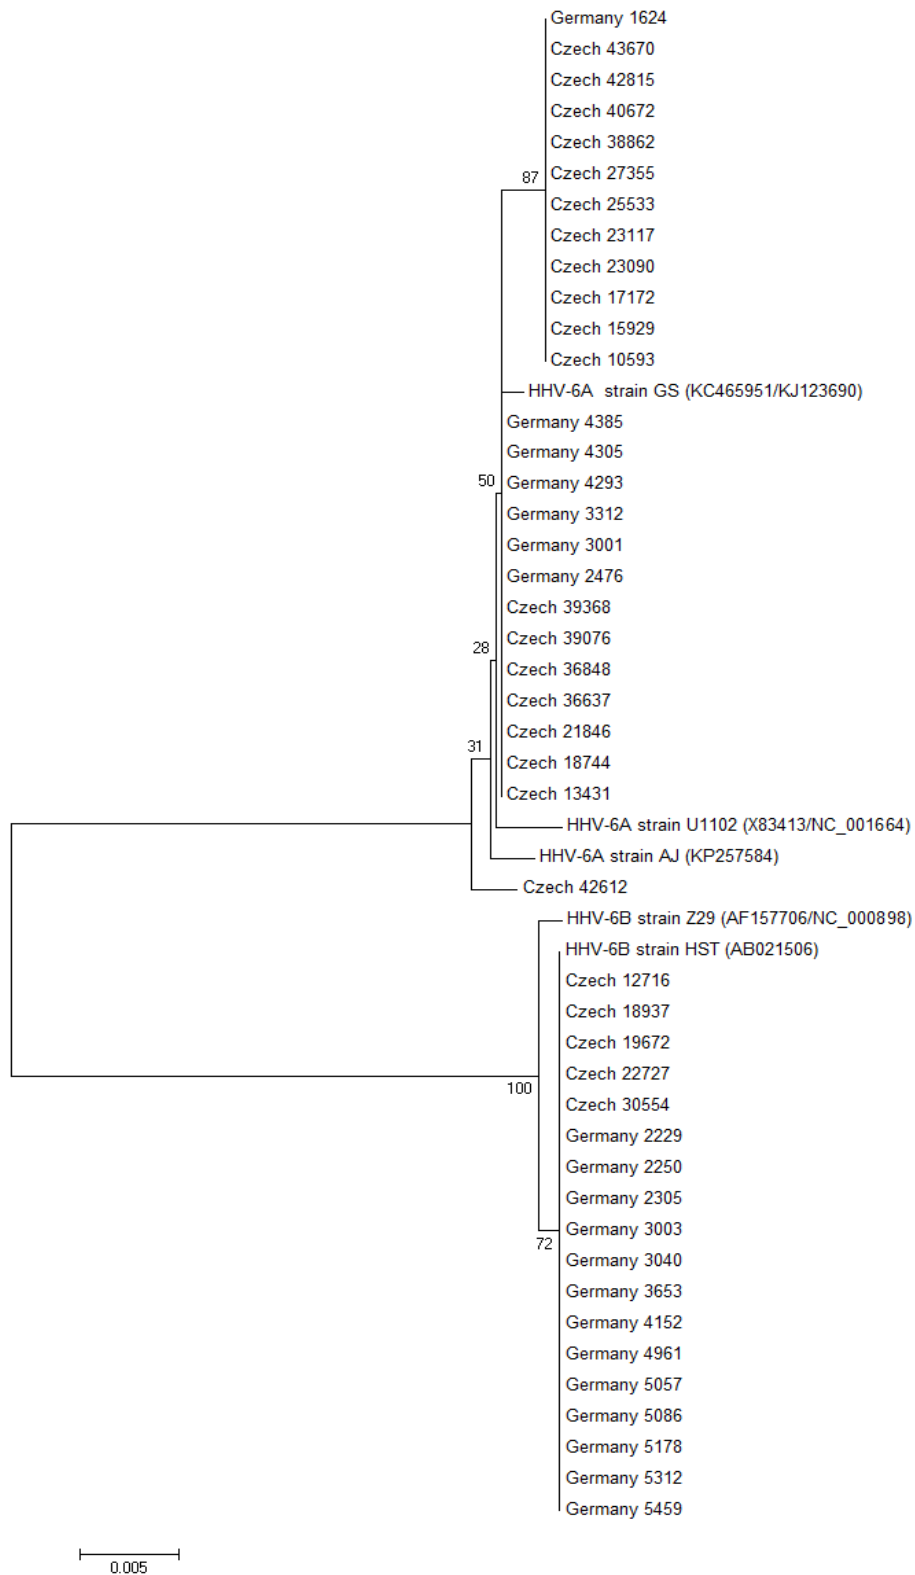 Germany 1624
Czech 43670
Czech 42815
Czech 40672
Czech 38862
87
Czech 27355
Czech 25533
Czech 23117
Czech 23090
Czech 17172
Czech 15929
Czech 10593
HHV-6A strain GS (KC465951/KJ123690)
Germany 4385
Germany 4305
50
Germany 4293
Germany 3312
Germany 3001
Germany 2476
Czech 39368
Czech 39076
28
Czech 36848
Czech 36637
Czech 21846
31
Czech 18744
Czech 13431
HHV-6A strain U1102 (X83413/NC_001664)
HHV-6A strain AJ (KP257584)
Czech 42612
HHV-6B strain Z29 (AF157706/NC_000898)
HHV-6B strain HST (AB021506)
Czech 12716
Czech 18937
Czech 19672
Czech 22727
100
Czech 30554
Germany 2229
Germany 2250
Germany 2305
Germany 3003
72
Germany 3040
Germany 3653
Germany 4152
Germany 4961
Germany 5057
Germany 5086
Germany 5178
Germany 5312
Germany 5459
0.005